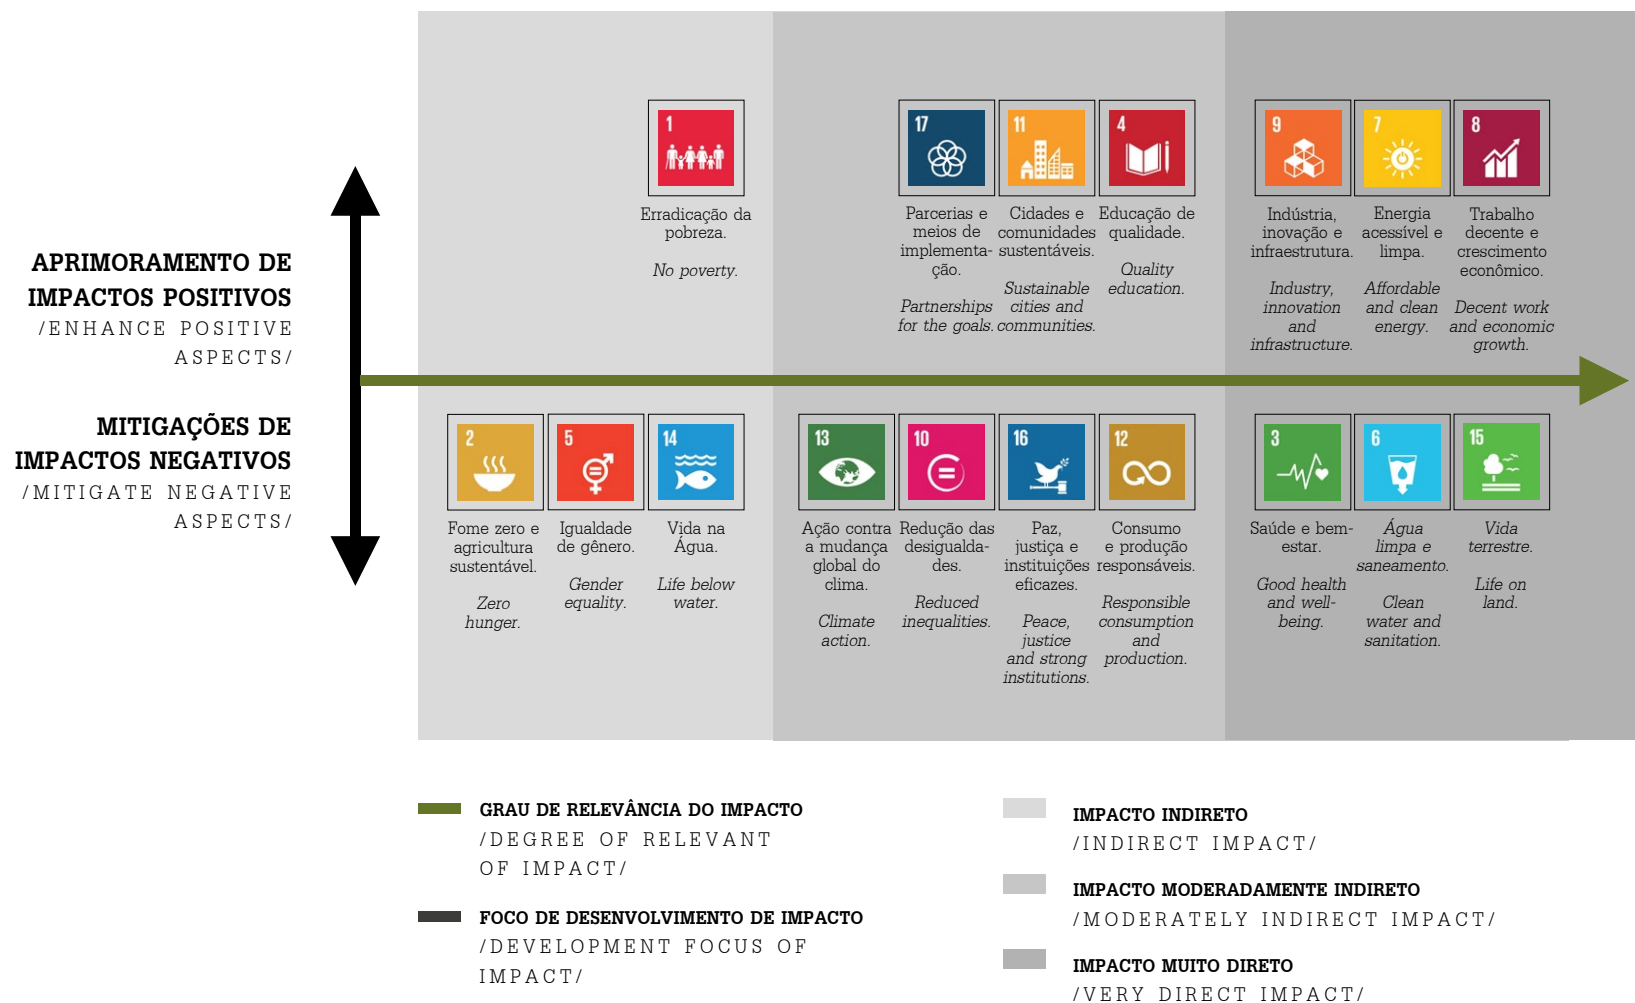 1
Erradicação da
pobreza.
No poverty.
17
Parcerias e
meios de
implementa-
ção.
Partnerships
for the goals.
11
Cidades e
comunidades
sustentáveis.
Sustainable
cities and
communities.
4
Educação de
qualidade.
Quality
education.
9
Indústria,
inovação e
infraestrutura.
Industry,
innovation
and
infrastructure.
7
Energia
acessível e
limpa.
Affordable
and clean
energy.
8
Trabalho
decente e
crescimento
econômico.
Decent work
and economic
growth.
APRIMORAMENTO DE
IMPACTOS POSITIVOS
/ENHANCE POSITIVE
ASPECTS/
MITIGAÇÕES DE
IMPACTOS NEGATIVOS
/MITIGATE NEGATIVE
ASPECTS/
2
Fome zero e
agricultura
sustentável.
Zero
hunger.
5
Igualdade
de gênero.
Gender
equality.
14
Vida na
Água.
Life below
water.
13
Ação contra
a mudança
global do
clima.
Climate
action.
10
Redução das
desigualda-
des.
Reduced
inequalities.
16
Paz,
justiça e
instituições
eficazes.
Peace,
justice
and strong
institutions.
12
Consumo
e produção
responsáveis.
Responsible
consumption
and
production.
3
Saúde e bem-
estar.
Good health
and well-
being.
6
Água
limpa e
saneamento.
Clean
water and
sanitation.
15
Vida
terrestre.
Life on
land.
GRAU DE RELEVÂNCIA DO IMPACTO
/DEGREE OF RELEVANT
OF IMPACT/
FOCO DE DESENVOLVIMENTO DE IMPACTO
/DEVELOPMENT FOCUS OF
IMPACT/
IMPACTO INDIRETO
/INDIRECT IMPACT/
IMPACTO MODERADAMENTE INDIRETO
/MODERATELY INDIRECT IMPACT/
IMPACTO MUITO DIRETO
/VERY DIRECT IMPACT/